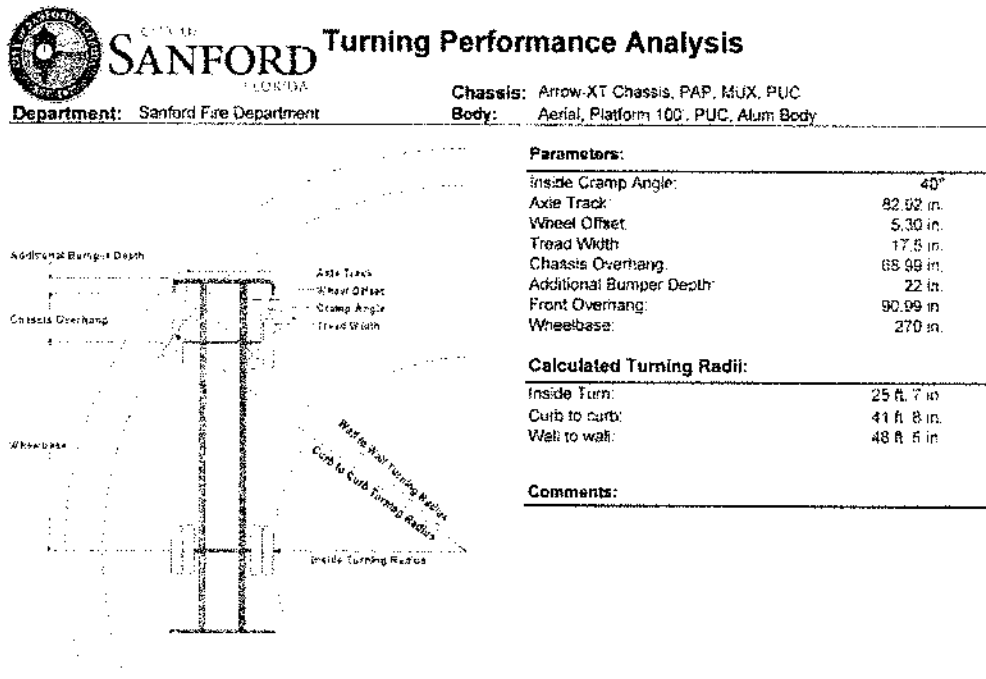 CITY OF
SANFORD
FLORIDA
Turning Performance Analysis
Chassis: Arrow-XT Chassis, PAP, MUX, PUC
Department: Sanford Fire Department
Body: Aerial, Platform 100', PUC, Alum Body
Parameters:
Inside Cramp Angle: 40°
Axle Track: 82.92 in.
Wheel Offset: 5.30 in.
Tread Width 17.8 in.
Chassis Overhang: 68.99 in.
Additional Bumper Depth: 22 in.
Front Overhang: 90.99 in
Wheelbase: 270 in.
Calculated Turning Radii:
Inside Turn: 25 ft. 7 in
Curb to curb: 41 ft. 8 in.
Wall to wall: 48 ft. 5 in
Comments:
Additional Bumper Depth
Axle Track
Wheel Offset
Cramp Angle
Tread Width
Chassis Overhang
Wheelbase
Wall to Wall Turning Radius
Curb to Curb Turning Radius
Inside Turning Radius